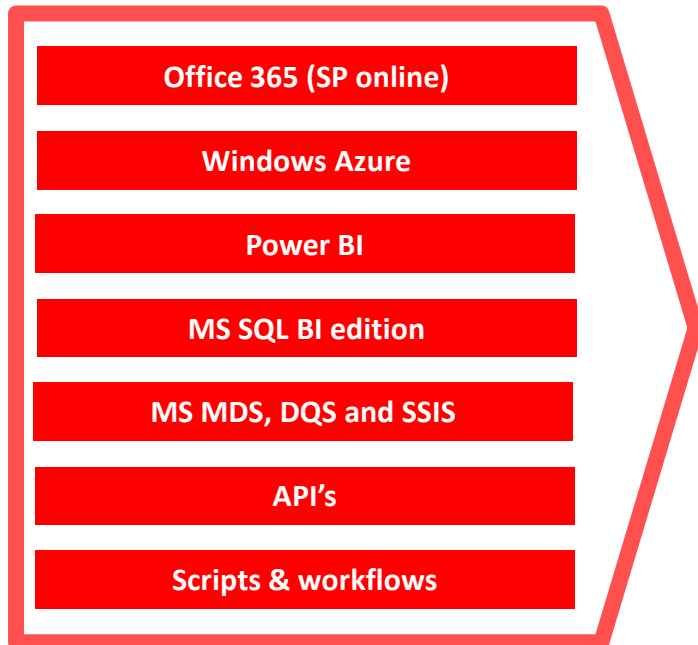 Office 365 (SP online)
Windows Azure
Power BI
MS SQL BI edition
MS MDS, DQS and SSIS
API’s
Scripts & workflows